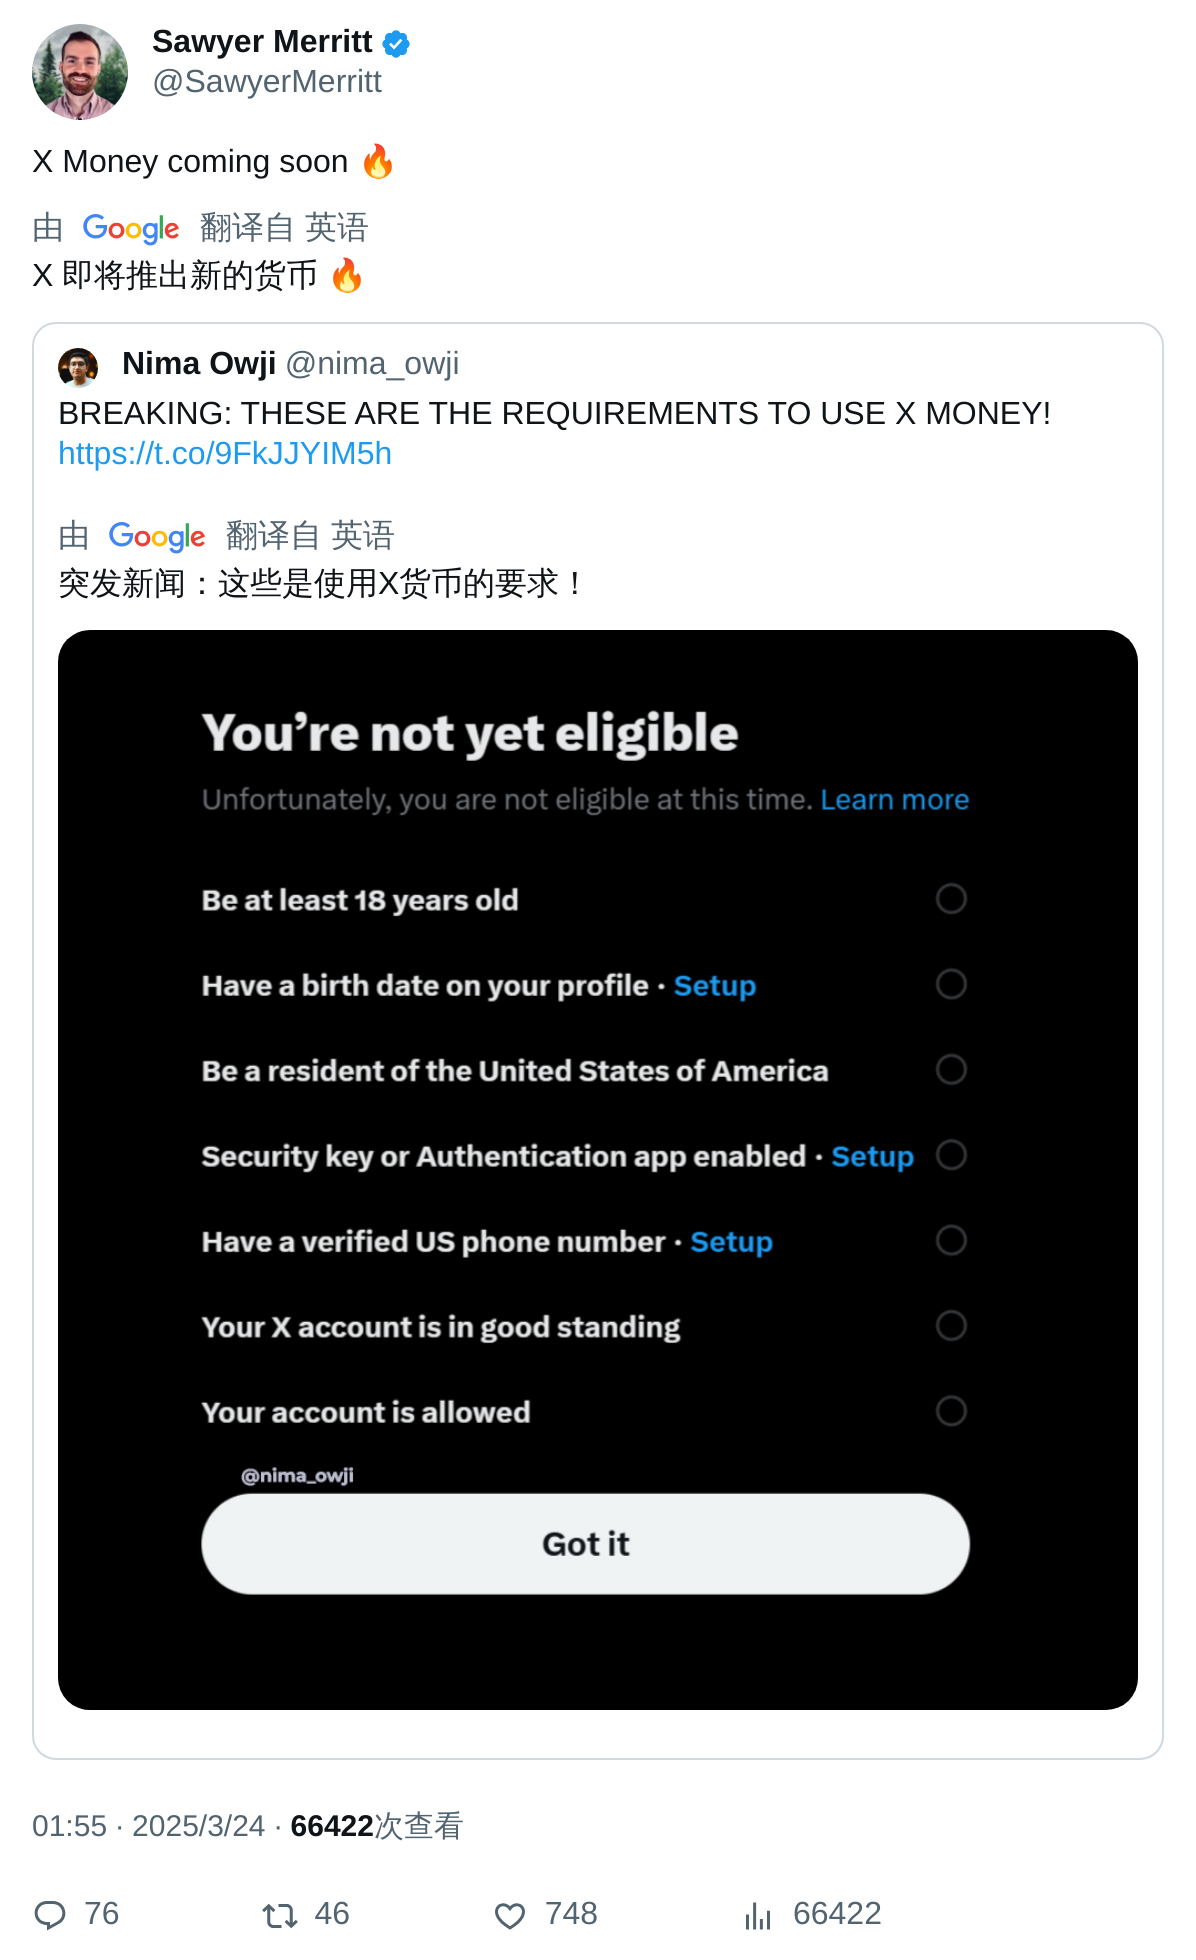 Sawyer Merritt
@SawyerMerritt
X Money coming soon 🔥
由 Google 翻译自 英语
X 即将推出新的货币 🔥
Nima Owji @nima_owji
BREAKING: THESE ARE THE REQUIREMENTS TO USE X MONEY!
https://t.co/9FkJJYIM5h
由 Google 翻译自 英语
突发新闻：这些是使用X货币的要求！
You’re not yet eligible
Unfortunately, you are not eligible at this time. Learn more
Be at least 18 years old
Have a birth date on your profile · Setup
Be a resident of the United States of America
Security key or Authentication app enabled · Setup
Have a verified US phone number · Setup
Your X account is in good standing
Your account is allowed
@nima_owji
Got it
01:55 · 2025/3/24 · 66422次查看
76 46 748 66422